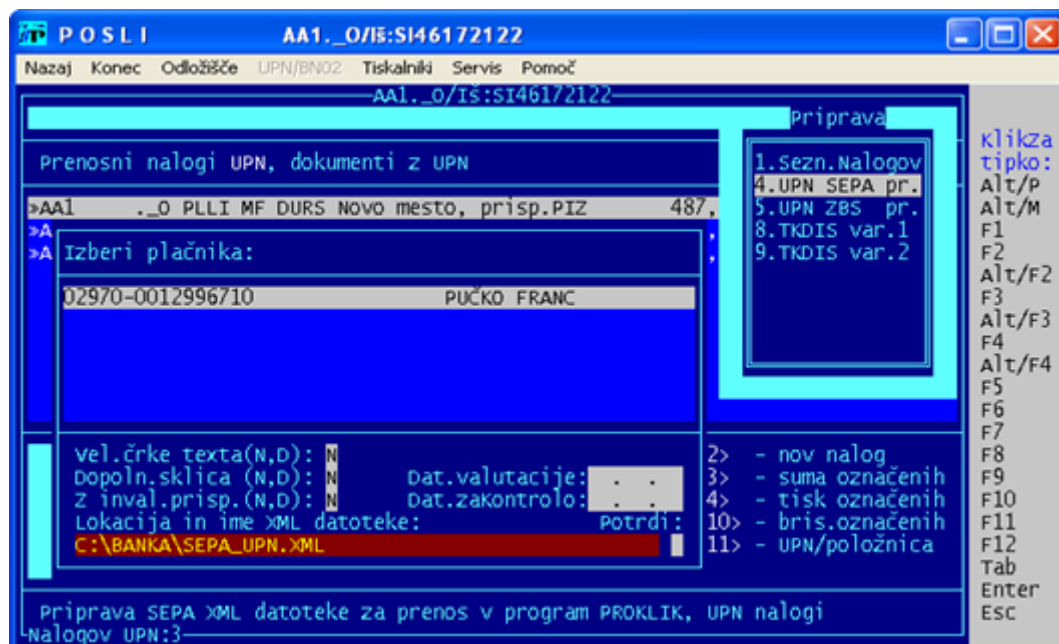 POSLI AA1._O/Iš:SI46172122
Nazaj Konec Odložišče UPN/BN02 Tiskalniki Servis Pomoč
AA1._O/Iš:SI46172122
Priprava
Prenosni nalogi UPN, dokumenti z UPN
1.Sezn.Nalogov
4.UPN SEPA pr.
5.UPN ZBS pr.
8.TKDIS var.1
9.TKDIS var.2
»AA1 ._O PLLI MF DURS Novo mesto, prisp.PIZ 487,
»A ,
»A ,
Izberi plačnika:
02970-0012996710 PUČKO FRANC
Vel.črke texta(N,D): N
Dopoln.sklica (N,D): N Dat.valutacije: . .
Z inval.prisp.(N,D): N Dat.zakontrolo: . .
Lokacija in ime XML datoteke: Potrdi:
C:\BANKA\SEPA_UPN.XML
2> - nov nalog
3> - suma označenih
4> - tisk označenih
10> - bris.označenih
11> - UPN/položnica
Priprava SEPA XML datoteke za prenos v program PROKLIK, UPN nalogi
Nalogov UPN:3
KlikZa
tipko:
Alt/P
Alt/M
F1
F2
Alt/F2
F3
Alt/F3
F4
Alt/F4
F5
F6
F7
F8
F9
F10
F11
F12
Tab
Enter
Esc